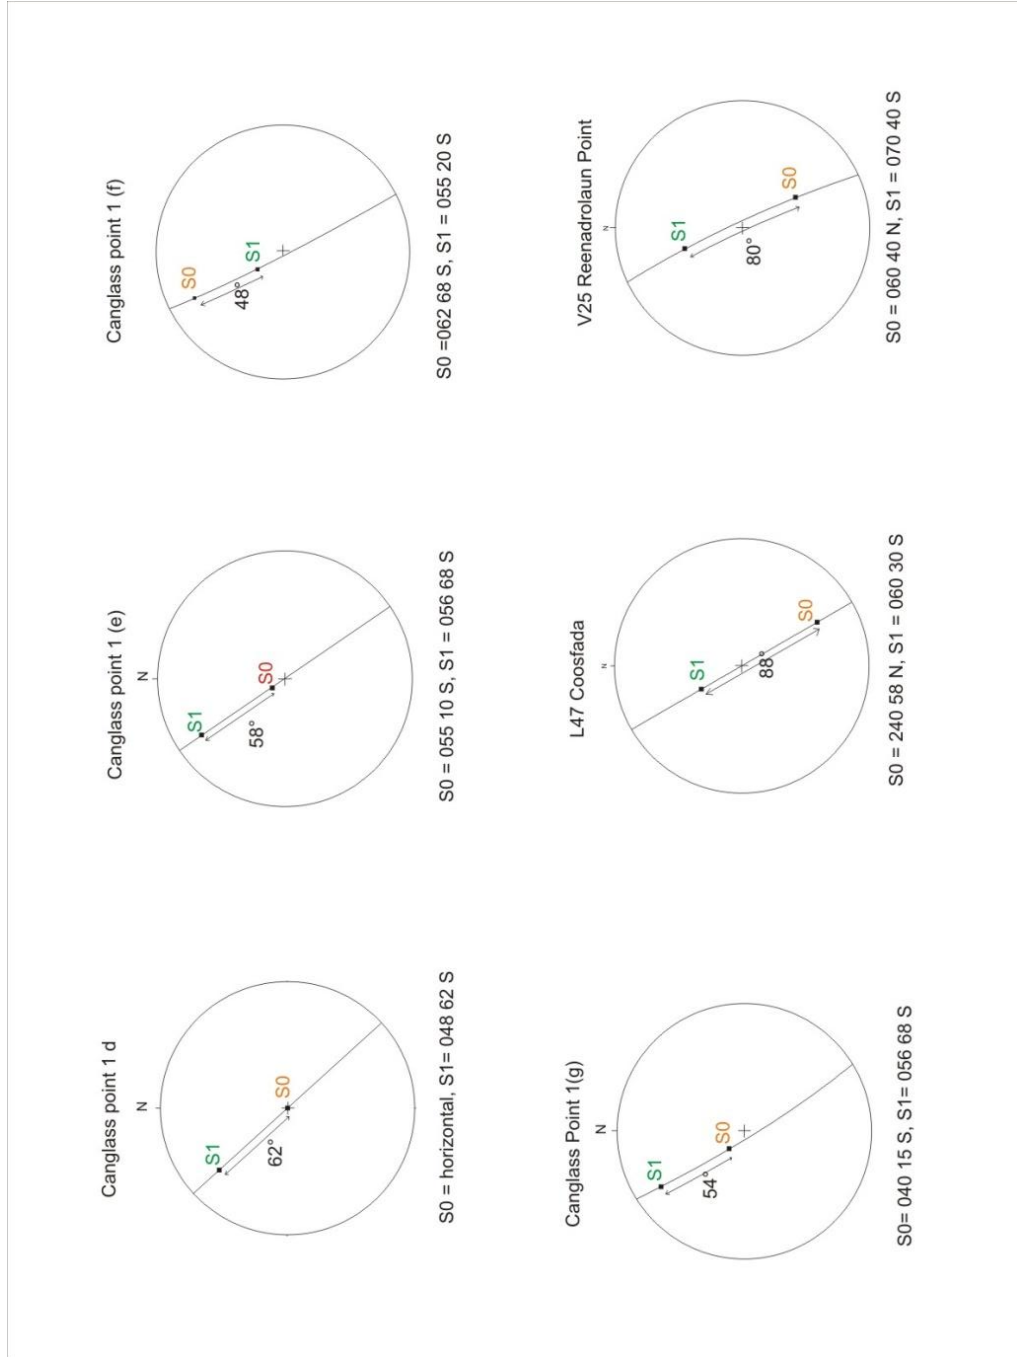 Canglass point 1 d
N
S1
S0
62°
S0 = horizontal, S1= 048 62 S
Canglass point 1 (e)
N
S1
S0
58°
S0 = 055 10 S, S1 = 056 68 S
Canglass point 1 (f)
S0
S1
48°
S0 =062 68 S, S1 = 055 20 S
Canglass Point 1(g)
N
S1
S0
54°
S0= 040 15 S, S1= 056 68 S
L47 Coosfada
N
S1
S0
88°
S0 = 240 58 N, S1 = 060 30 S
V25 Reenadrolaun Point
N
S1
S0
80°
S0 = 060 40 N, S1 = 070 40 S